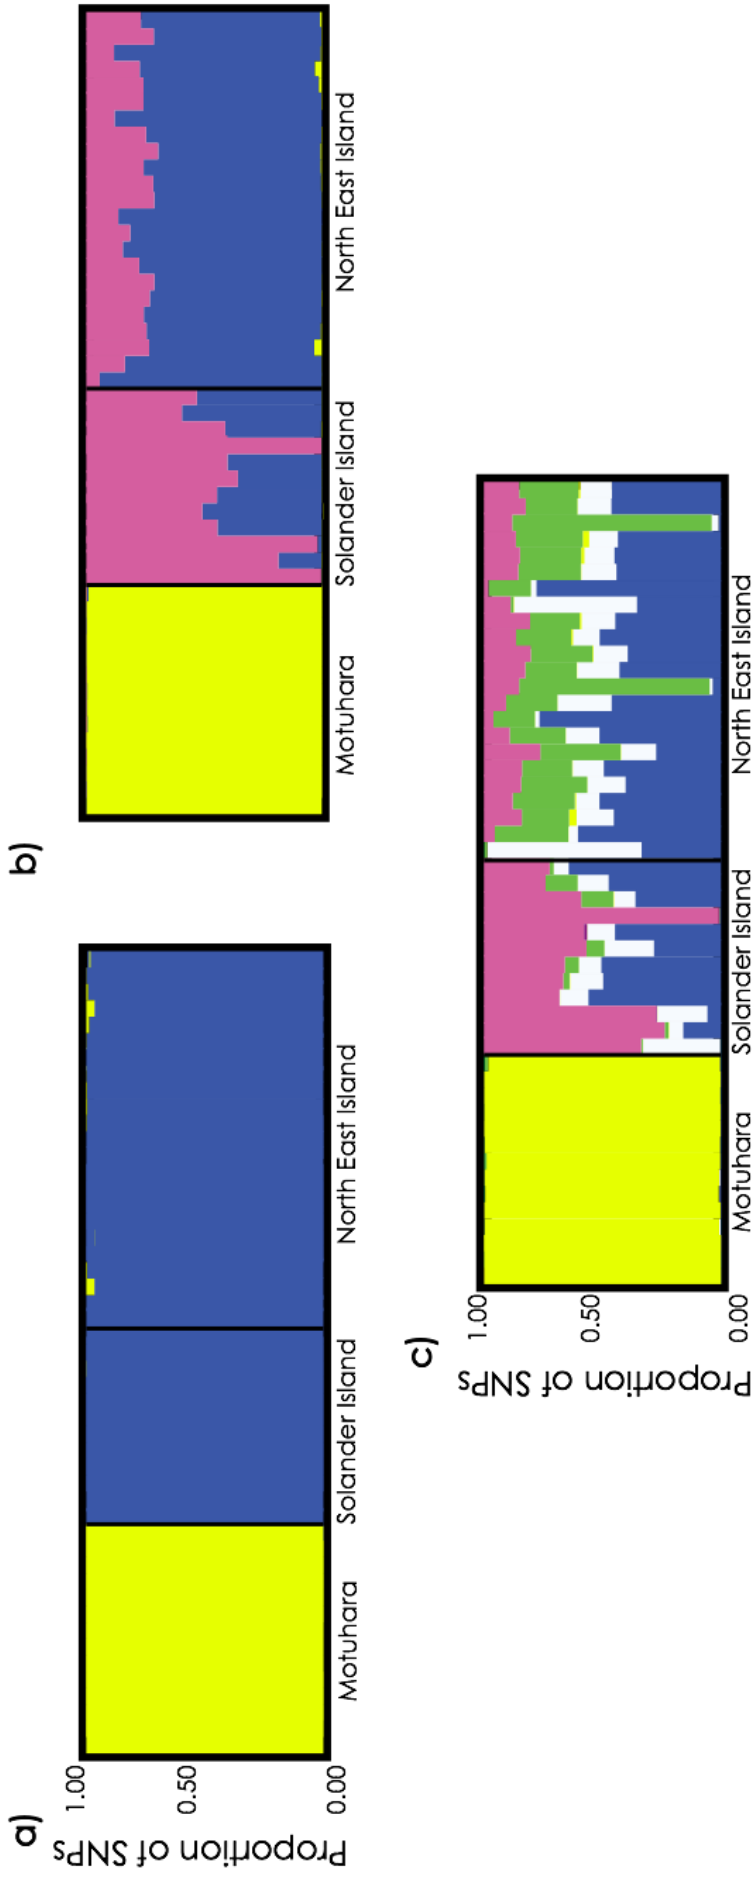 a)
Proportion of SNPs
1.00
0.50
0.00
Motuhara
Solander Island
North East Island
b)
Motuhara
Solander Island
North East Island
c)
Proportion of SNPs
1.00
0.50
0.00
Motuhara
Solander Island
North East Island